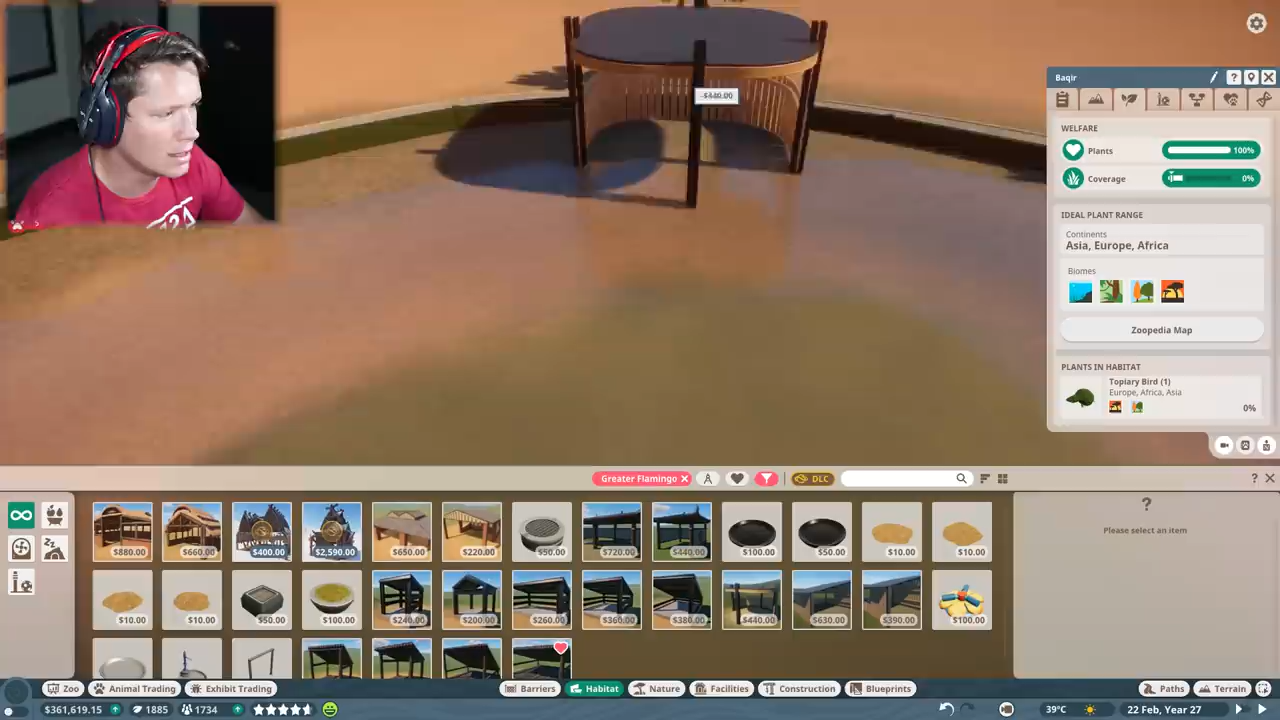 -$440.00
Baqir
WELFARE
Plants 100%
Coverage 0%
IDEAL PLANT RANGE
Continents
Asia, Europe, Africa
Biomes
Zoopedia Map
PLANTS IN HABITAT
Topiary Bird (1)
Europe, Africa, Asia
0%
Greater Flamingo
DLC
?
Please select an item
$880.00 $660.00 $400.00 $2,590.00 $650.00 $220.00 $50.00 $720.00 $440.00 $100.00 $50.00 $10.00 $10.00
$10.00 $10.00 $50.00 $100.00 $240.00 $200.00 $260.00 $360.00 $380.00 $440.00 $630.00 $390.00 $100.00
Zoo Animal Trading Exhibit Trading Barriers Habitat Nature Facilities Construction Blueprints Paths Terrain
$361,619.15 1885 1734 39°C 22 Feb, Year 27